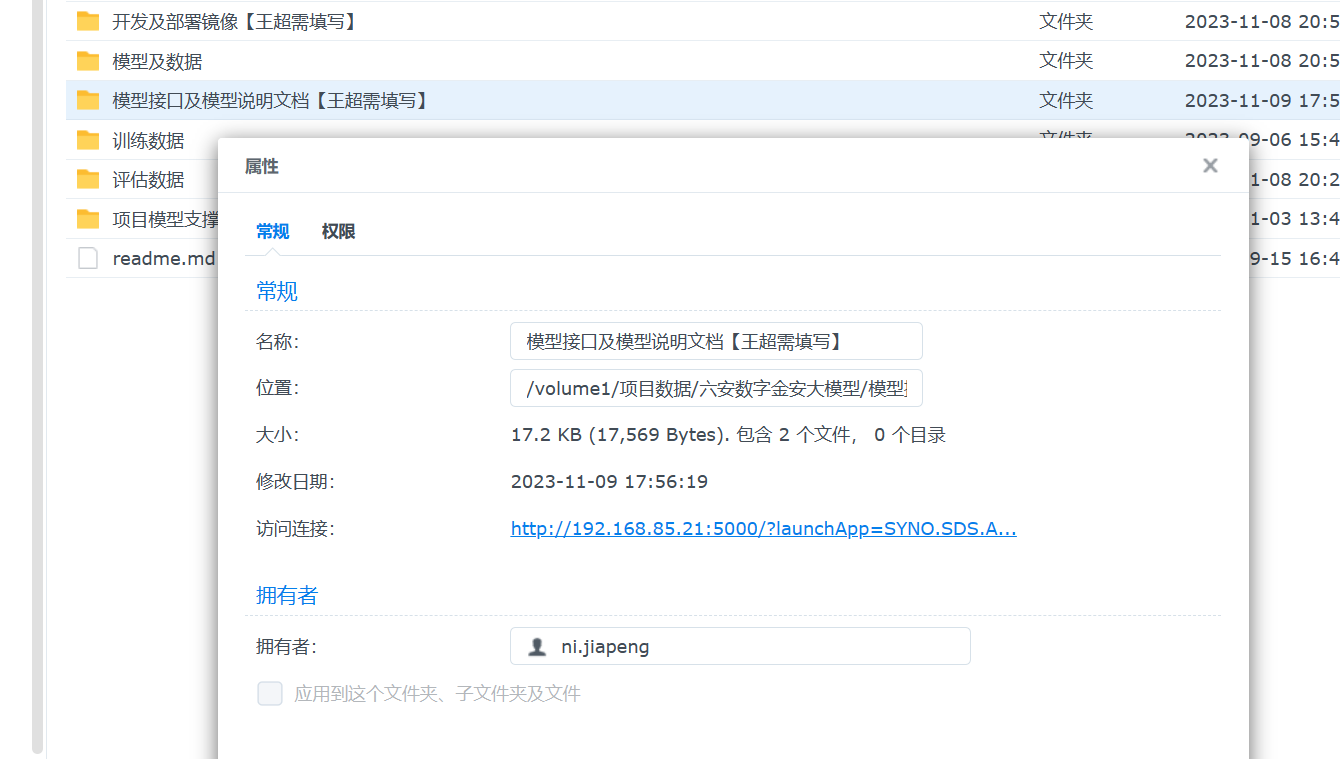 开发及部署镜像【王超需填写】 文件夹 2023-11-08 20:5
模型及数据 文件夹 2023-11-08 20:5
模型接口及模型说明文档【王超需填写】 文件夹 2023-11-09 17:5
训练数据 文件夹 2023-09-06 15:4
属性
评估数据 1-08 20:2
项目模型支撑 1-03 13:4
常规 权限
readme.md 9-15 16:4
常规
名称: 模型接口及模型说明文档【王超需填写】
位置: /volume1/项目数据/六安数字金安大模型/模型
大小: 17.2 KB (17,569 Bytes). 包含 2 个文件， 0 个目录
修改日期: 2023-11-09 17:56:19
访问连接: http://192.168.85.21:5000/?launchApp=SYNO.SDS.A...
拥有者
拥有者: ni.jiapeng
应用到这个文件夹、子文件夹及文件